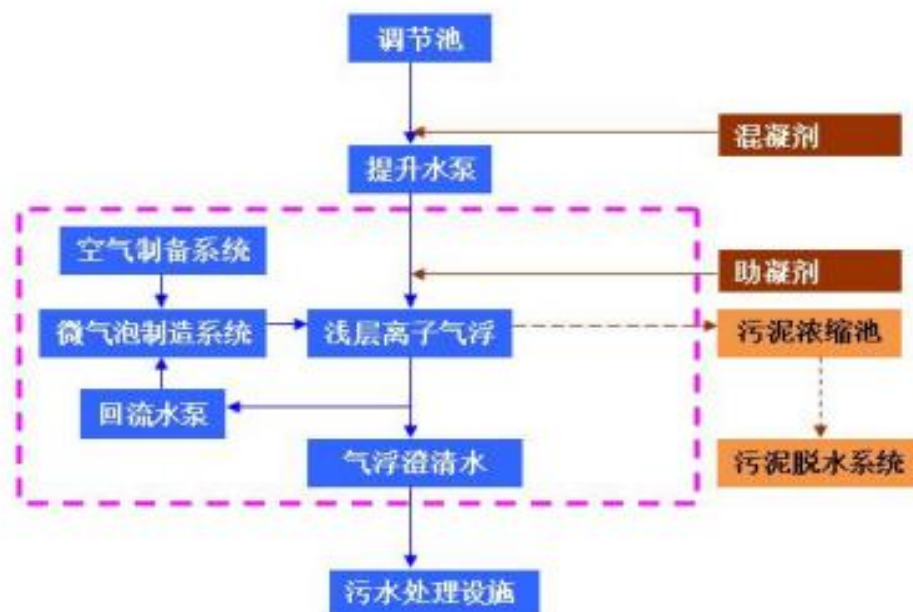 调节池
混凝剂
提升水泵
空气制备系统
助凝剂
微气泡制造系统
浅层离子气浮
污泥浓缩池
回流水泵
气浮澄清水
污泥脱水系统
污水处理设施